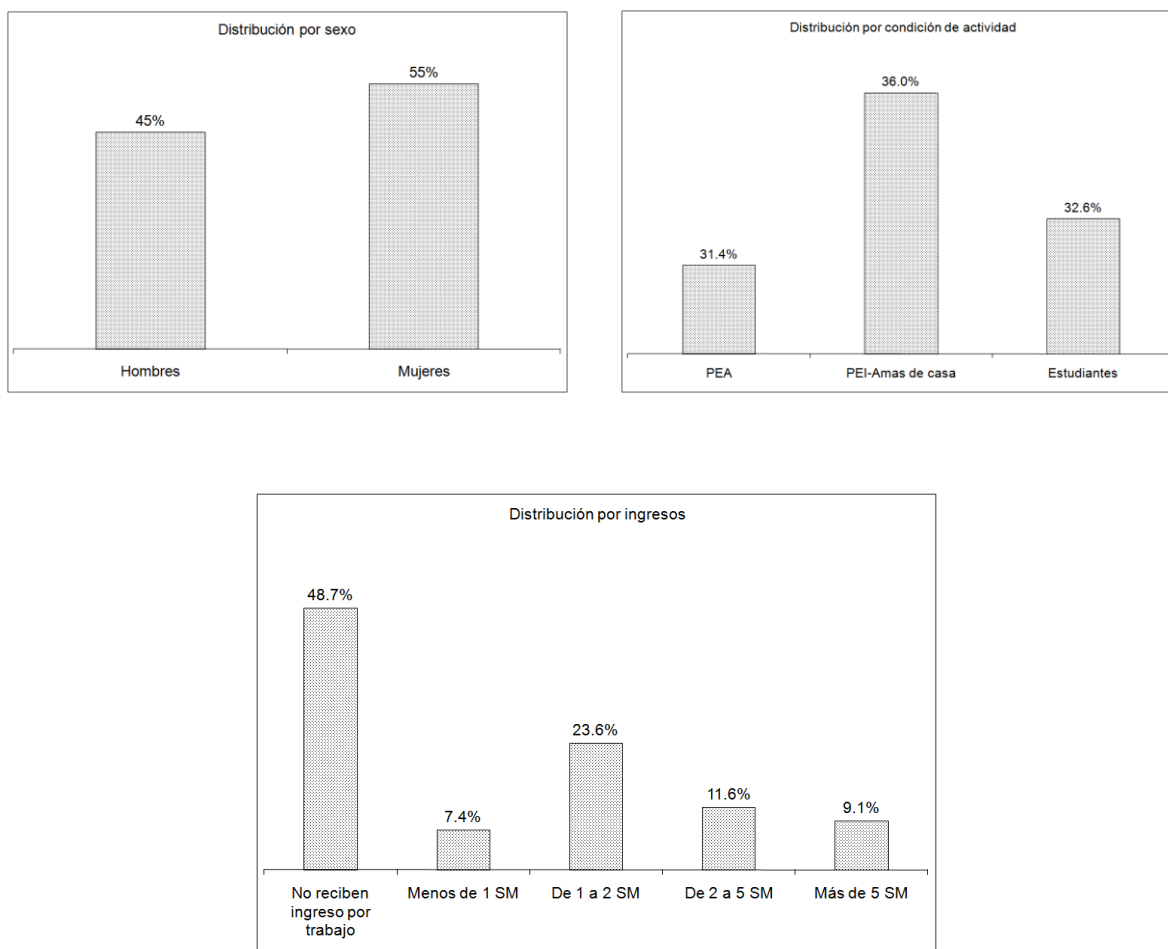 Distribución por sexo
55%
45%
Hombres
Mujeres
Distribución por condición de actividad
36.0%
32.6%
31.4%
PEA
PEI-Amas de casa
Estudiantes
Distribución por ingresos
48.7%
7.4%
23.6%
11.6%
9.1%
No reciben
ingreso por
trabajo
Menos de 1 SM
De 1 a 2 SM
De 2 a 5 SM
Más de 5 SM